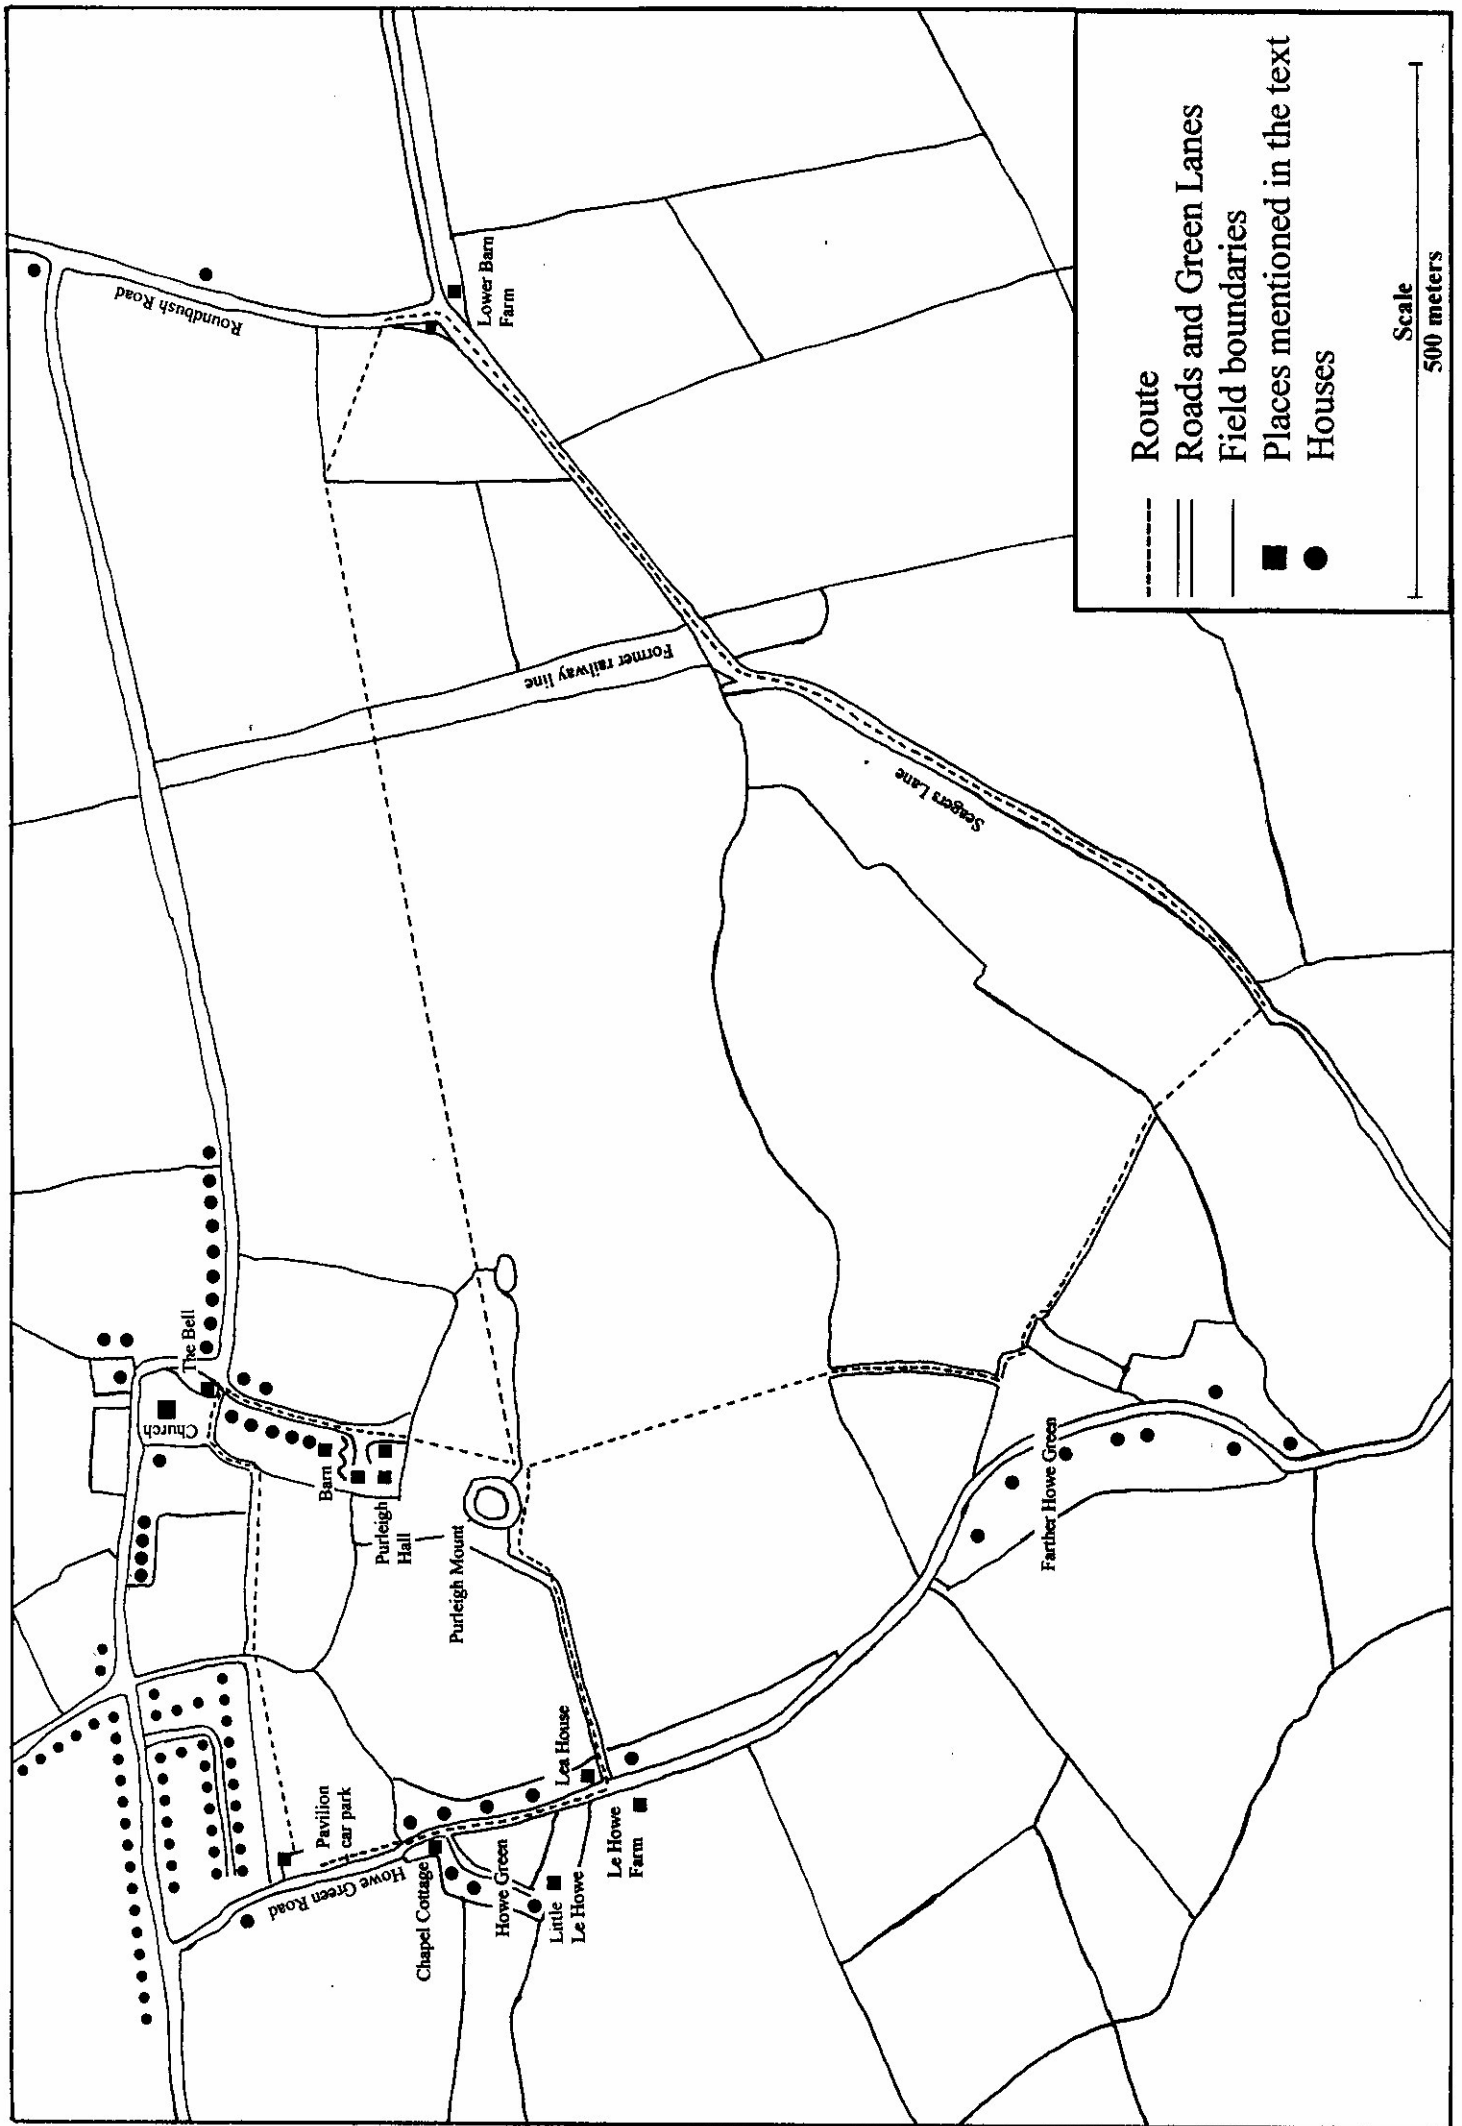 Roundbush Road
Lower Barn
Farm
Former railway line
Seagers Lane
The Bell
Church
Barn
Purleigh
Hall
Purleigh Mount
Farther Howe Green
Lea House
Pavilion
car park
Howe Green Road
Chapel Cottage
Howe Green
Little
Le Howe
Le Howe
Farm
Route
Roads and Green Lanes
Field boundaries
Places mentioned in the text
Houses
Scale
500 meters